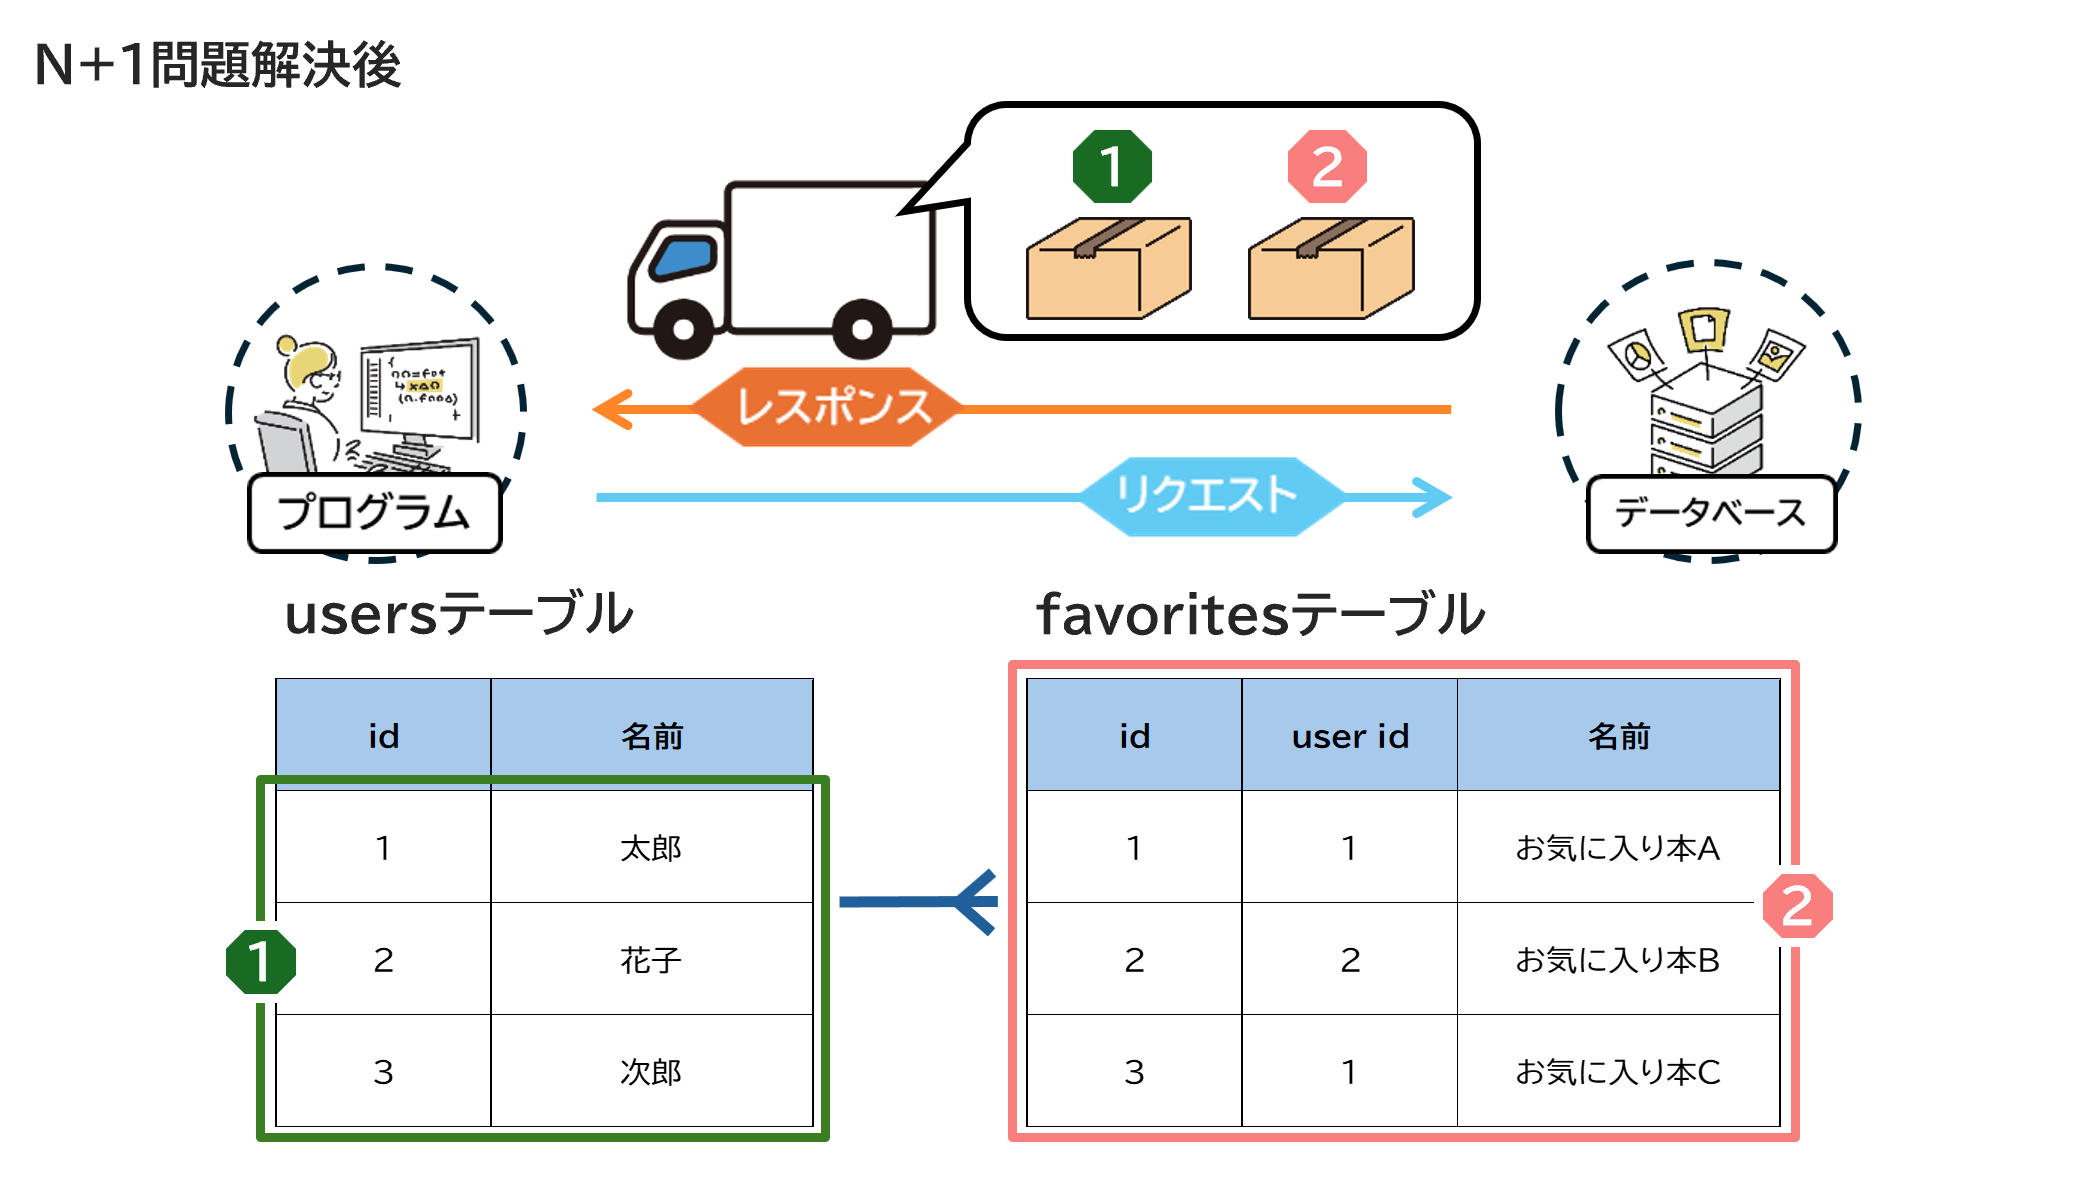 N+1問題解決後
1
2
レスポンス
リクエスト
プログラム
データベース
usersテーブル
favoritesテーブル
id 名前
1 太郎
2 花子
3 次郎
1
id user id 名前
1 1 お気に入り本A
2 2 お気に入り本B
3 1 お気に入り本C
2